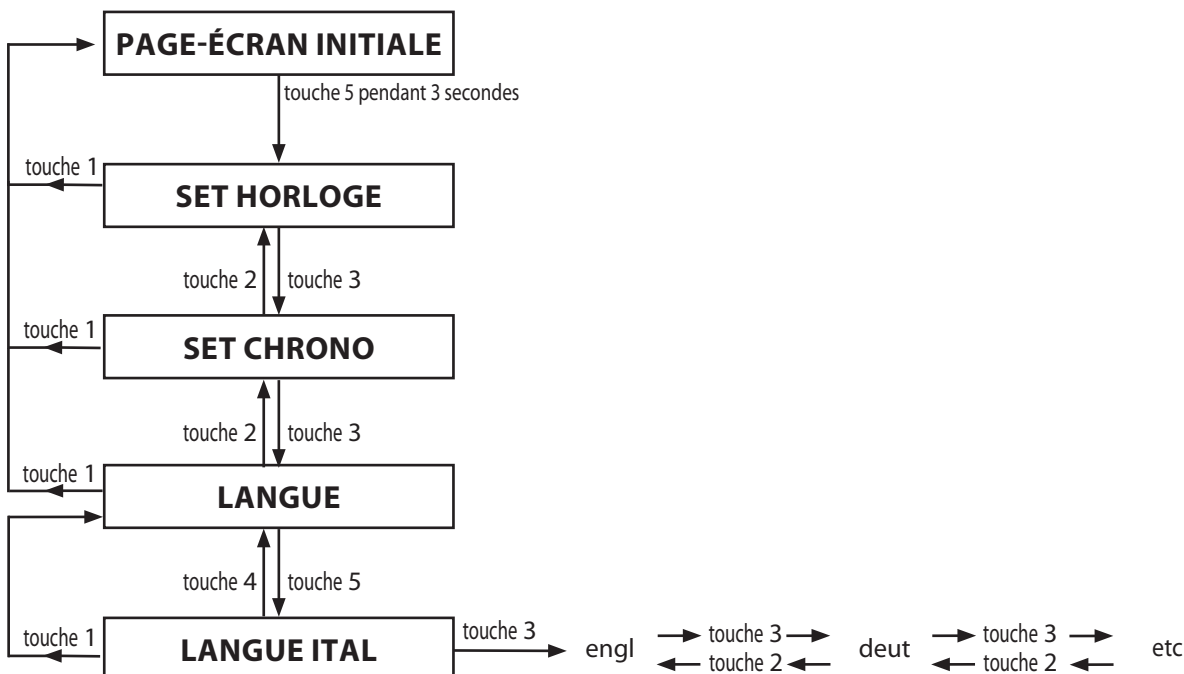 PAGE-ÉCRAN INITIALE
touche 5 pendant 3 secondes
touche 1
SET HORLOGE
touche 2 touche 3
touche 1
SET CHRONO
touche 2 touche 3
touche 1
LANGUE
touche 4 touche 5
touche 1
LANGUE ITAL
touche 3
engl
touche 3
touche 2
deut
touche 3
touche 2
etc